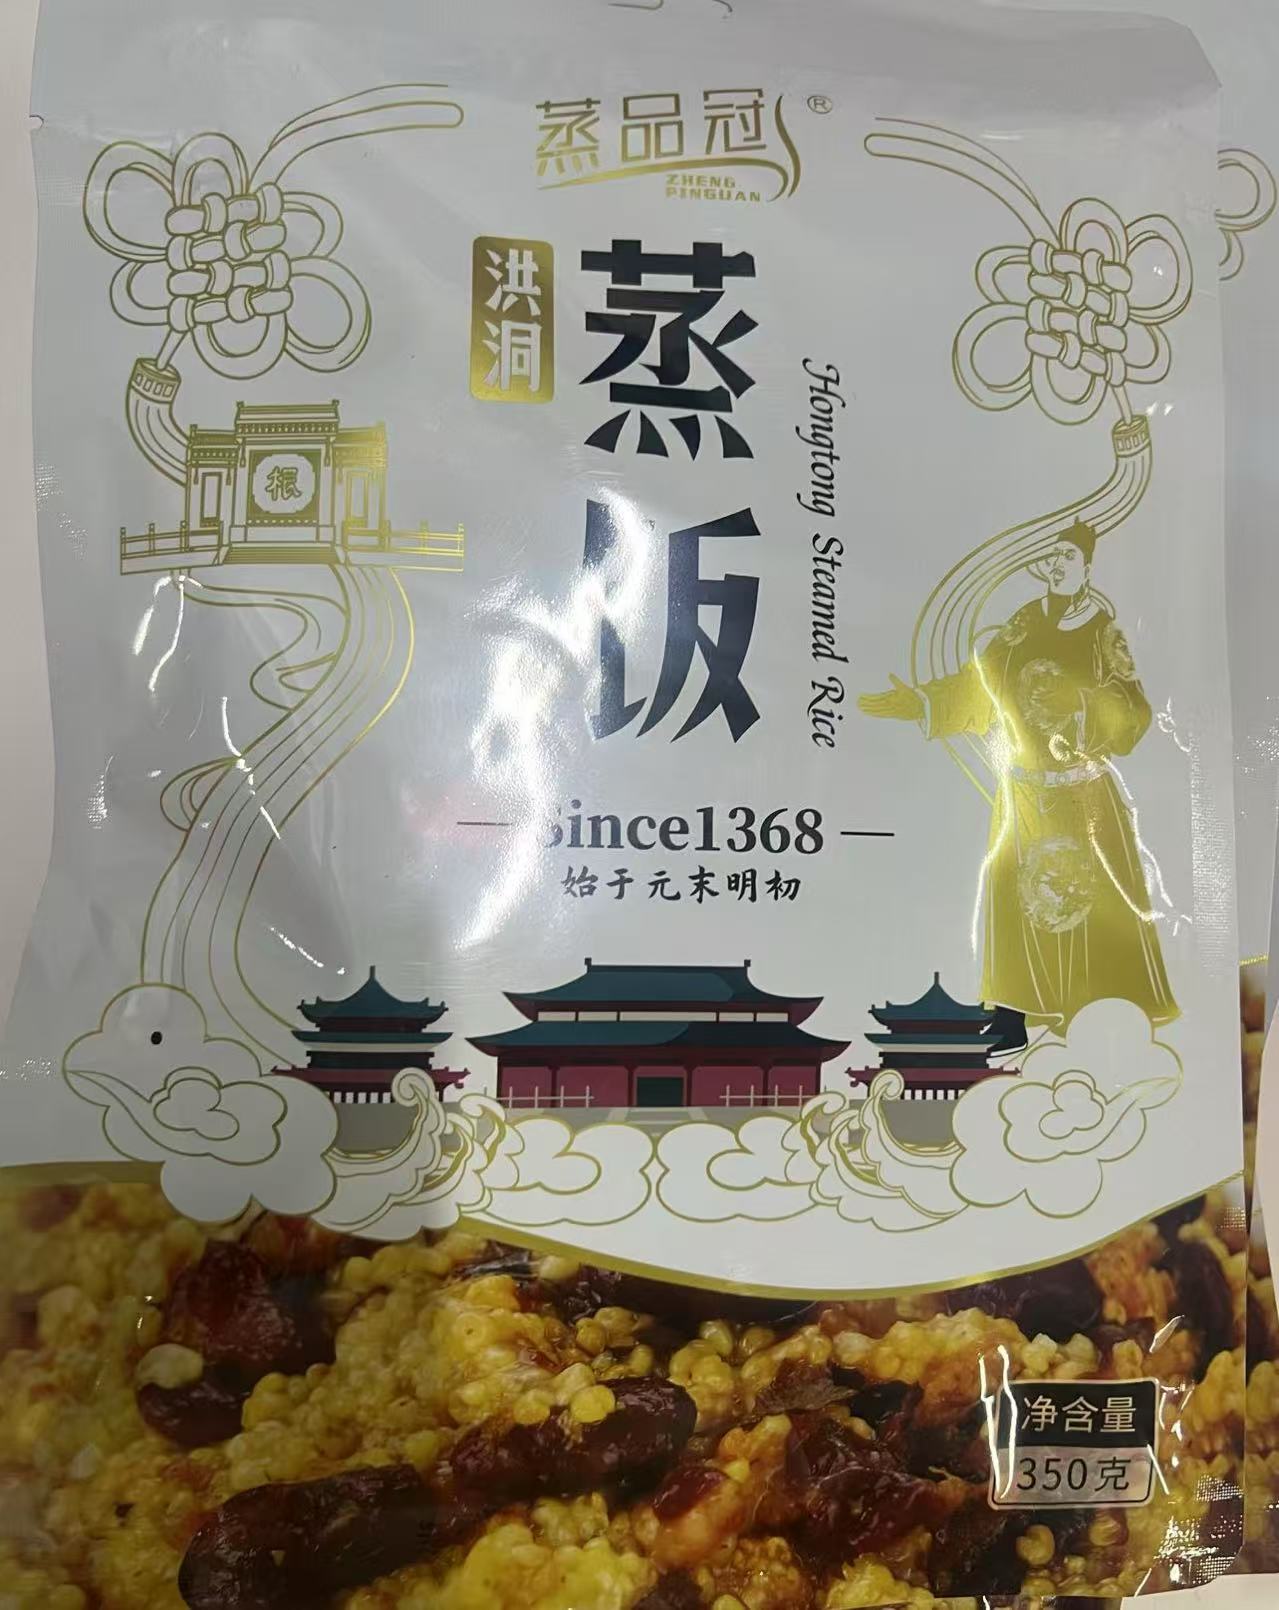 蒸品冠®
ZHENG
PINGUAN
洪洞
蒸饭
Hongtong Steamed Rice
根
Since1368
始于元末明初
净含量
350克